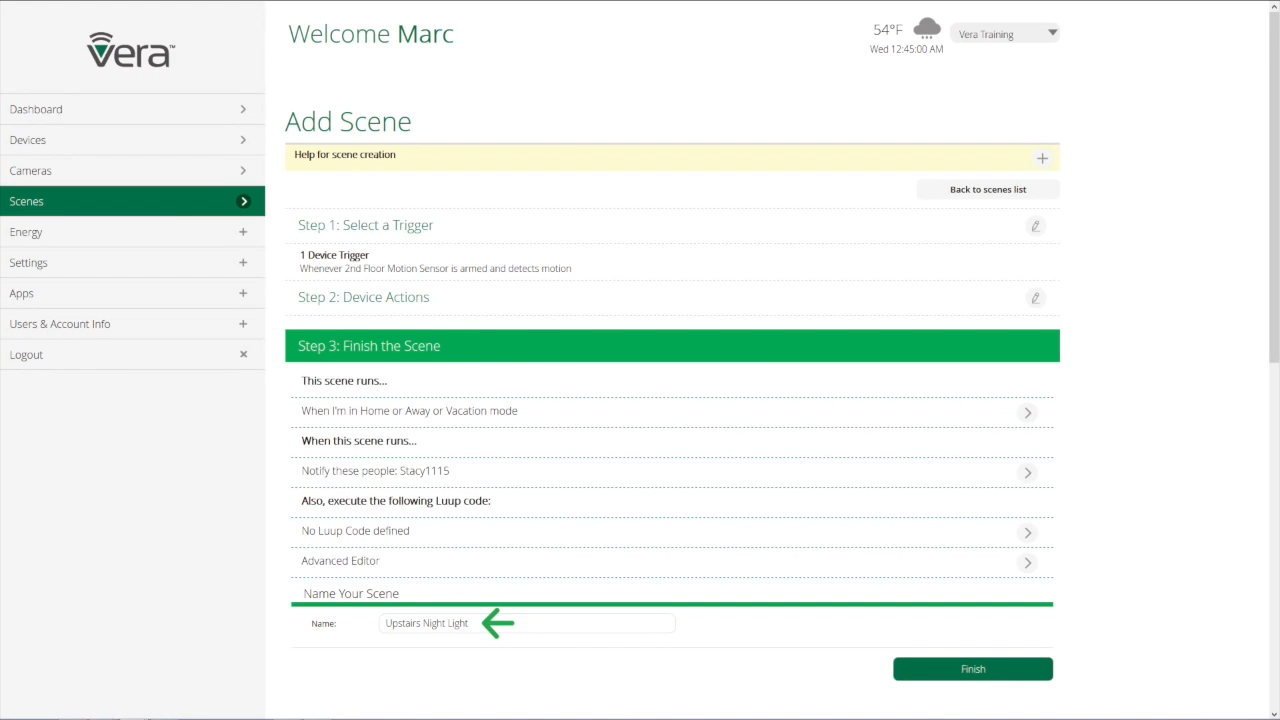 Vera™
Welcome Marc
54°F
Wed 12:45:00 AM
Vera Training
Dashboard
Devices
Cameras
Scenes
Energy
Settings
Apps
Users & Account Info
Logout
Add Scene
Help for scene creation
Back to scenes list
Step 1: Select a Trigger
1 Device Trigger
Whenever 2nd Floor Motion Sensor is armed and detects motion
Step 2: Device Actions
Step 3: Finish the Scene
This scene runs...
When I'm in Home or Away or Vacation mode
When this scene runs...
Notify these people: Stacy1115
Also, execute the following Luup code:
No Luup Code defined
Advanced Editor
Name Your Scene
Name: Upstairs Night Light
Finish